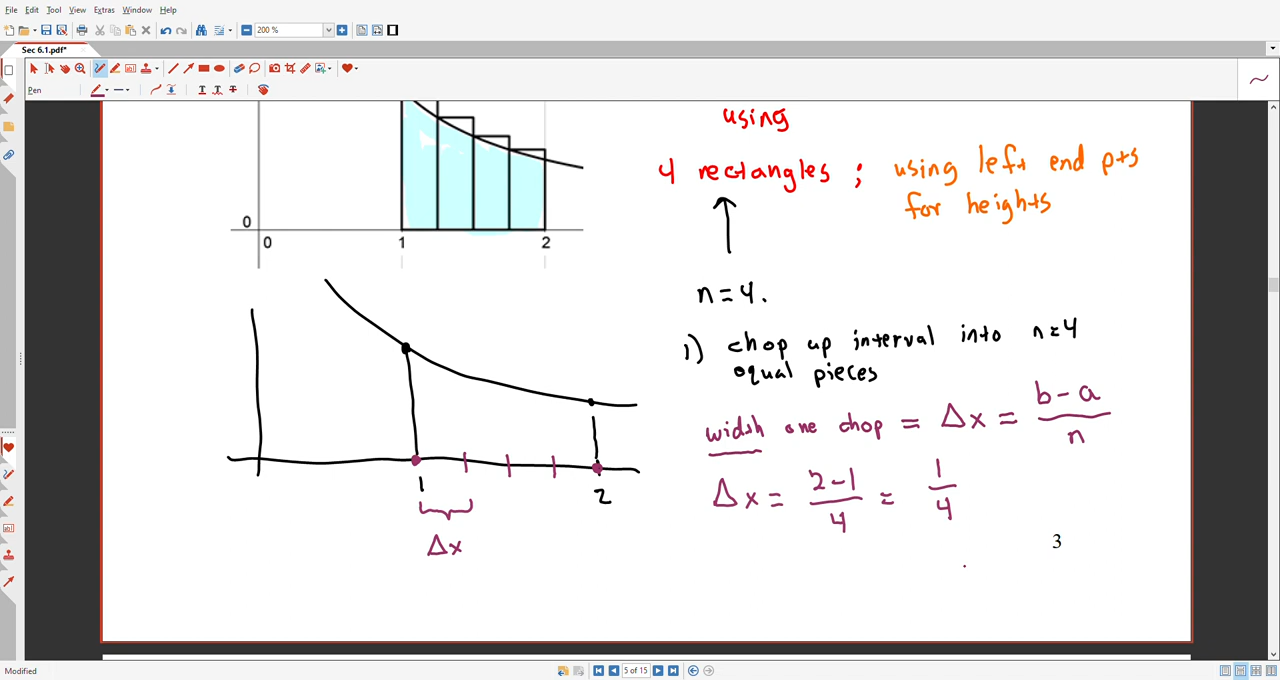 File Edit Tool View Extras Window Help
200 %
Sec 6.1.pdf*
Pen
using
4 rectangles ; using left end pts
for heights
0
0 1 2
n = 4.
1) chop up interval into n=4
equal pieces
width one chop = Δx = b - a / n
Δx = 2-1 / 4 = 1 / 4
1 2
Δx
3
Modified
5 of 15